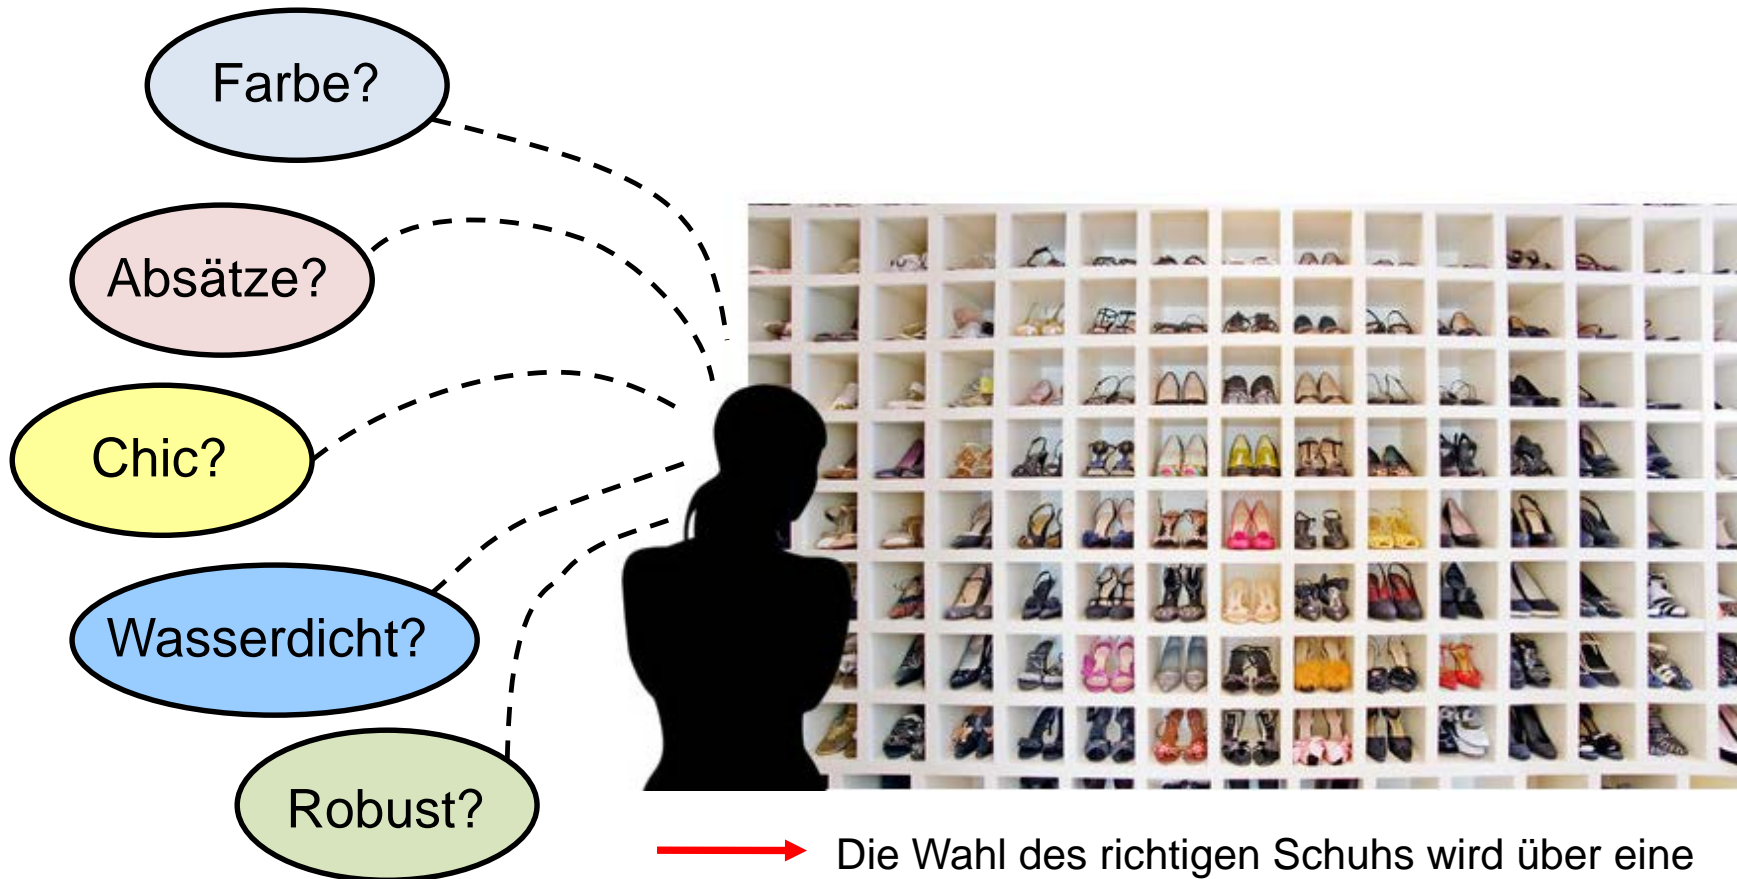 Farbe?
Absätze?
Chic?
Wasserdicht?
Robust?
Die Wahl des richtigen Schuhs wird über eine